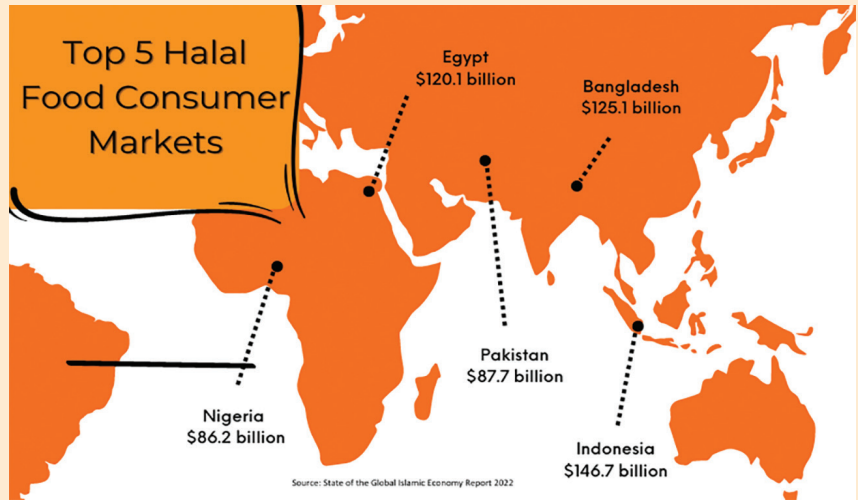 Top 5 Halal
Food Consumer
Markets
Egypt
$120.1 billion
Bangladesh
$125.1 billion
Pakistan
$87.7 billion
Nigeria
$86.2 billion
Indonesia
$146.7 billion
Source: State of the Global Islamic Economy Report 2022